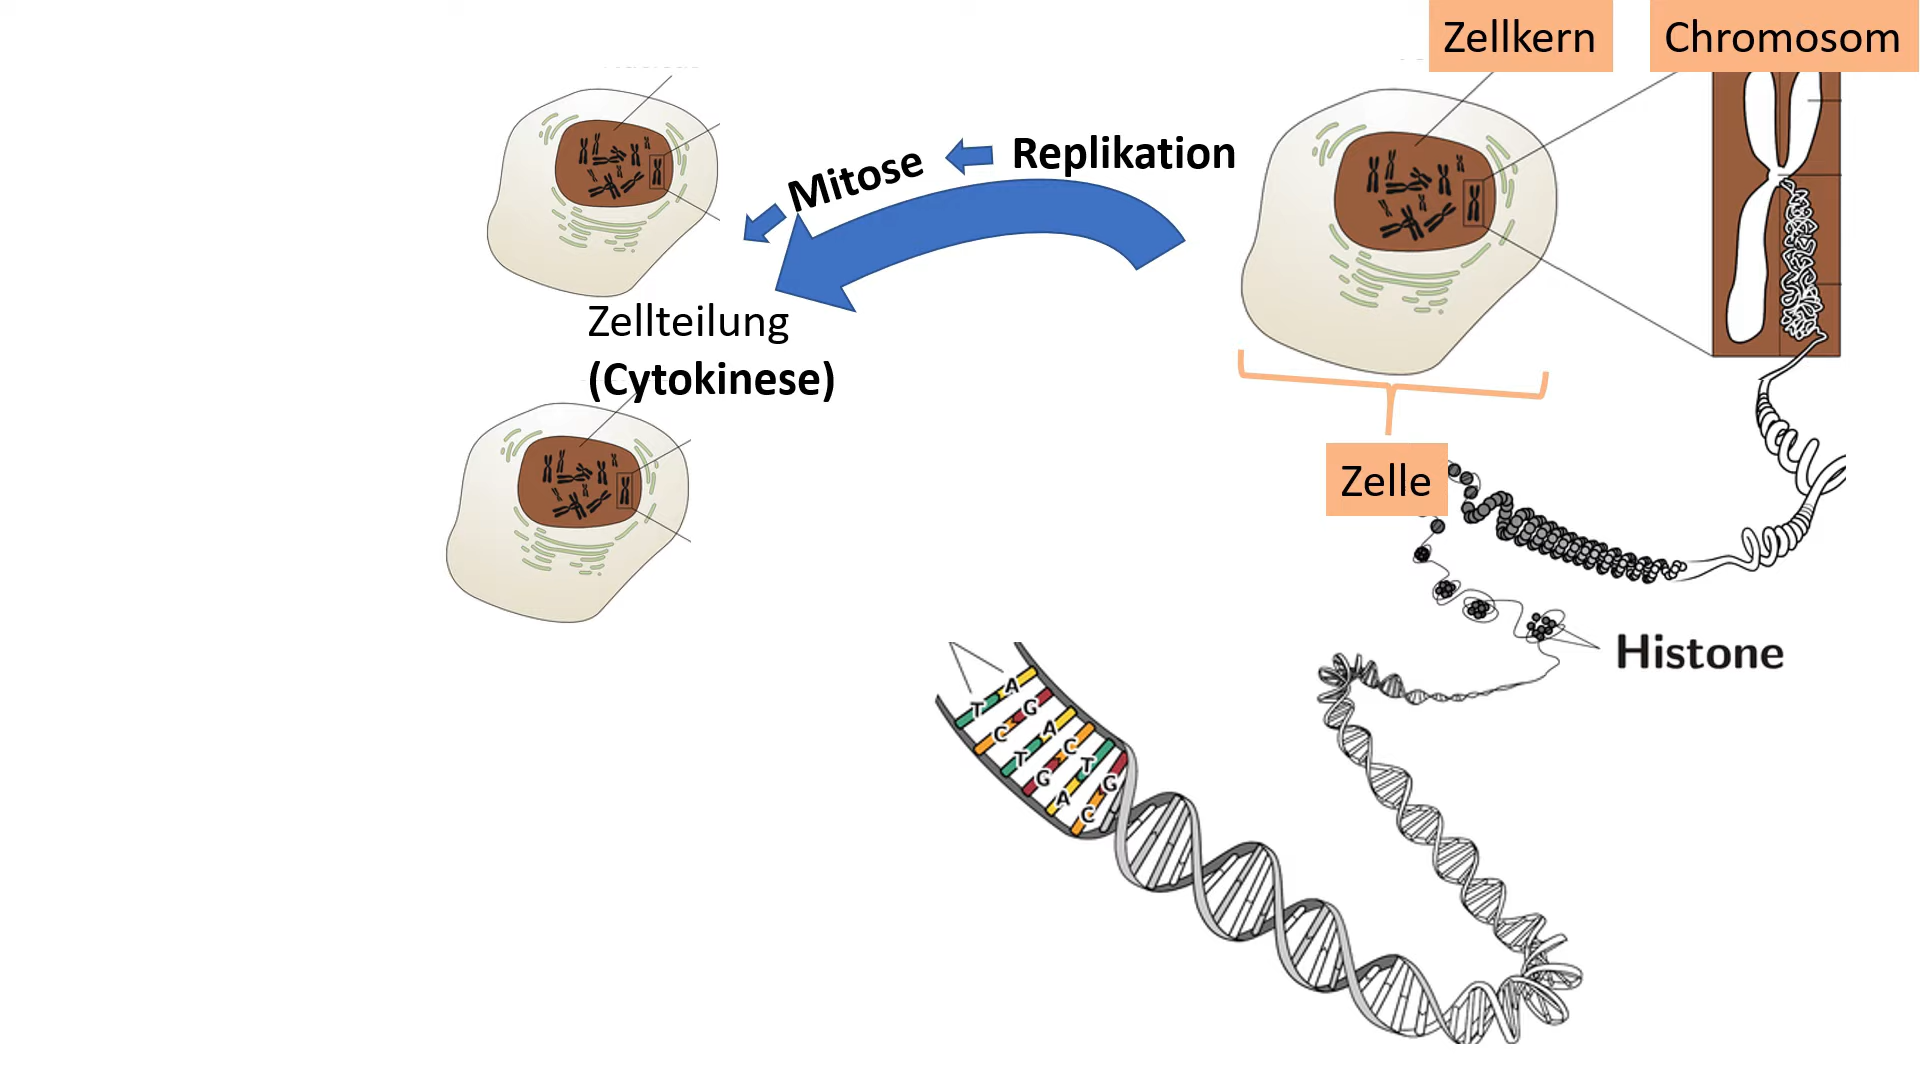 Zellkern
Chromosom
Replikation
Mitose
Zellteilung
(Cytokinese)
Zelle
Histone
T A
C G
T A
G C
A T
C G